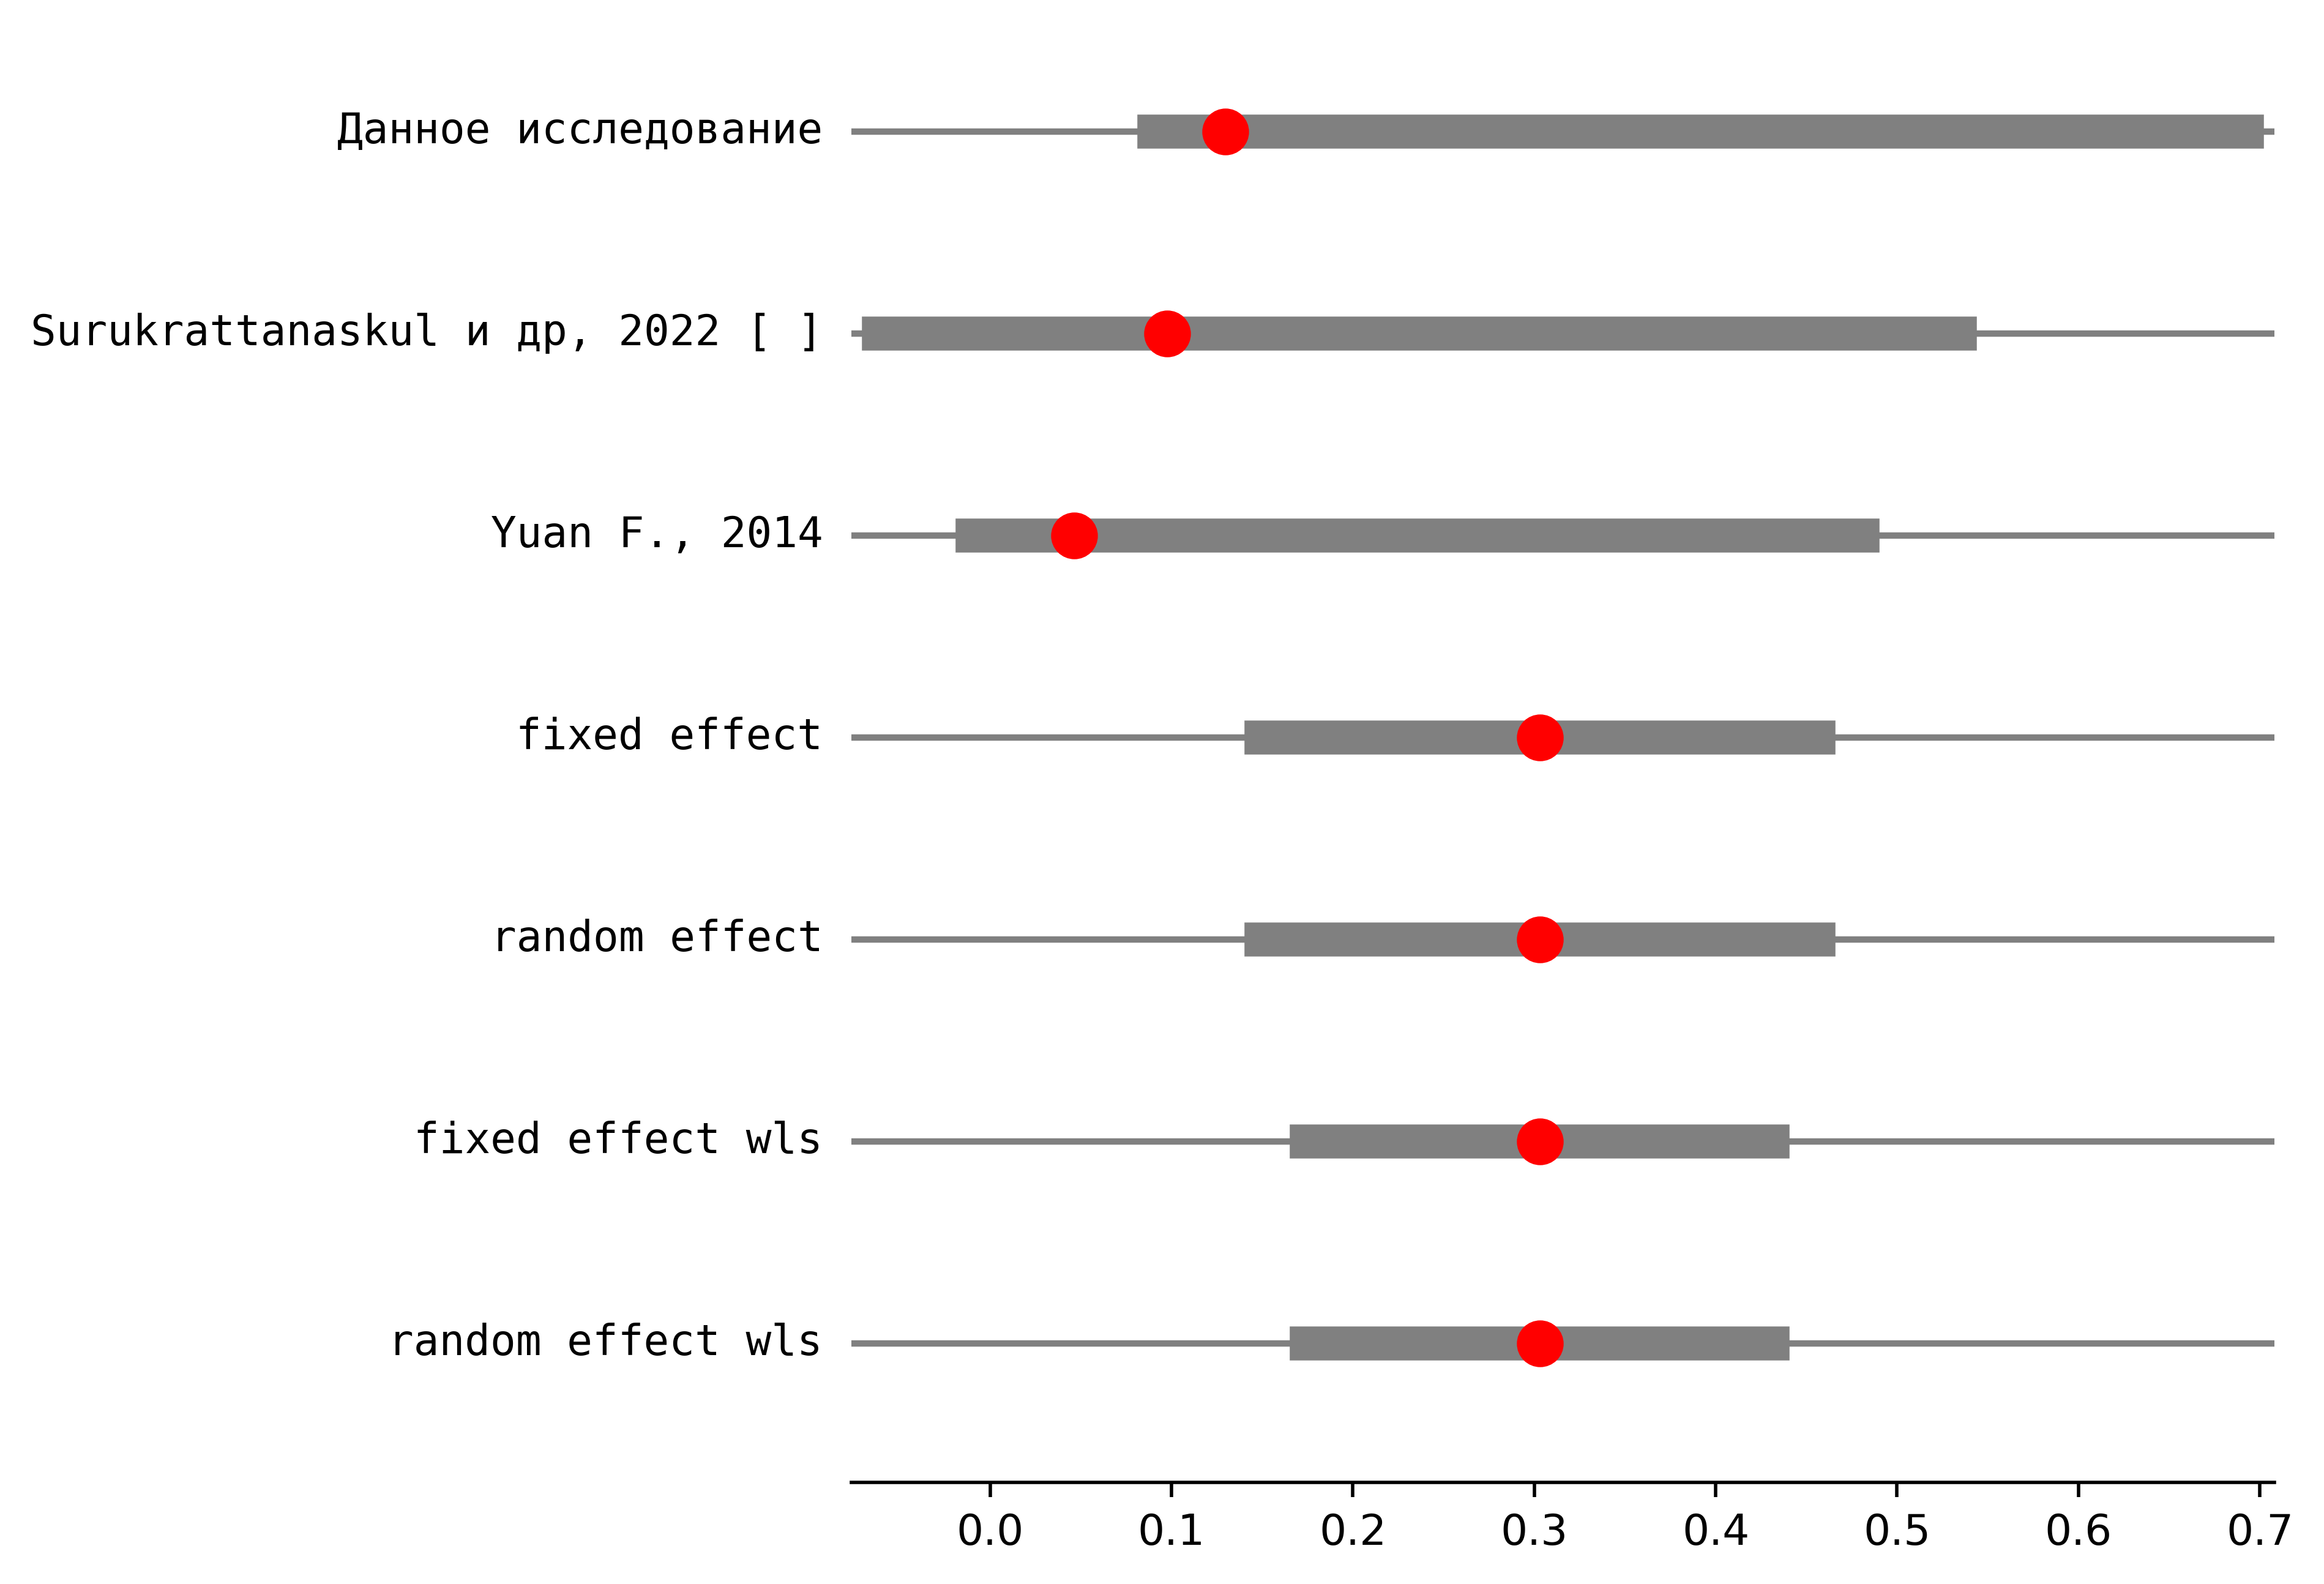 Данное исследование
Surukrattanaskul и др, 2022 [ ]
Yuan F., 2014
fixed effect
random effect
fixed effect wls
random effect wls
0.0 0.1 0.2 0.3 0.4 0.5 0.6 0.7